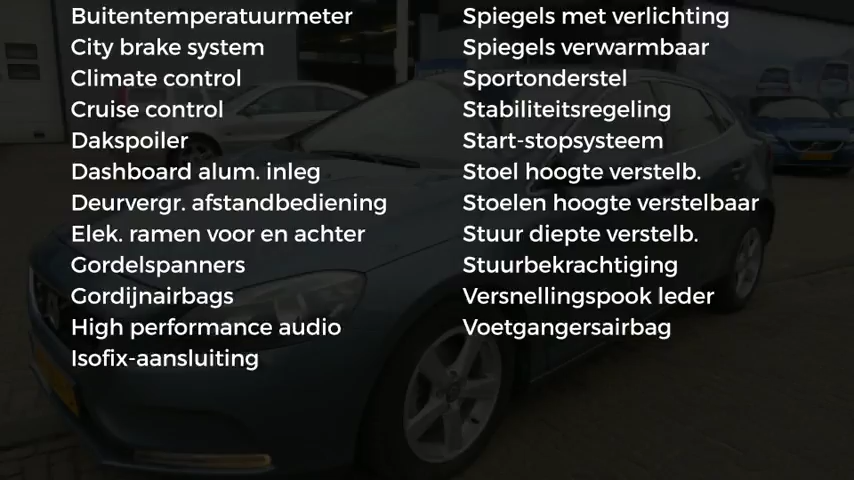 Buitentemperatuurmeter
City brake system
Climate control
Cruise control
Dakspoiler
Dashboard alum. inleg
Deurvergr. afstandbediening
Elek. ramen voor en achter
Gordelspanners
Gordijnairbags
High performance audio
Isofix-aansluiting
Spiegels met verlichting
Spiegels verwarmbaar
Sportonderstel
Stabiliteitsregeling
Start-stopsysteem
Stoel hoogte verstelb.
Stoelen hoogte verstelbaar
Stuur diepte verstelb.
Stuurbekrachtiging
Versnellingspook leder
Voetgangersairbag